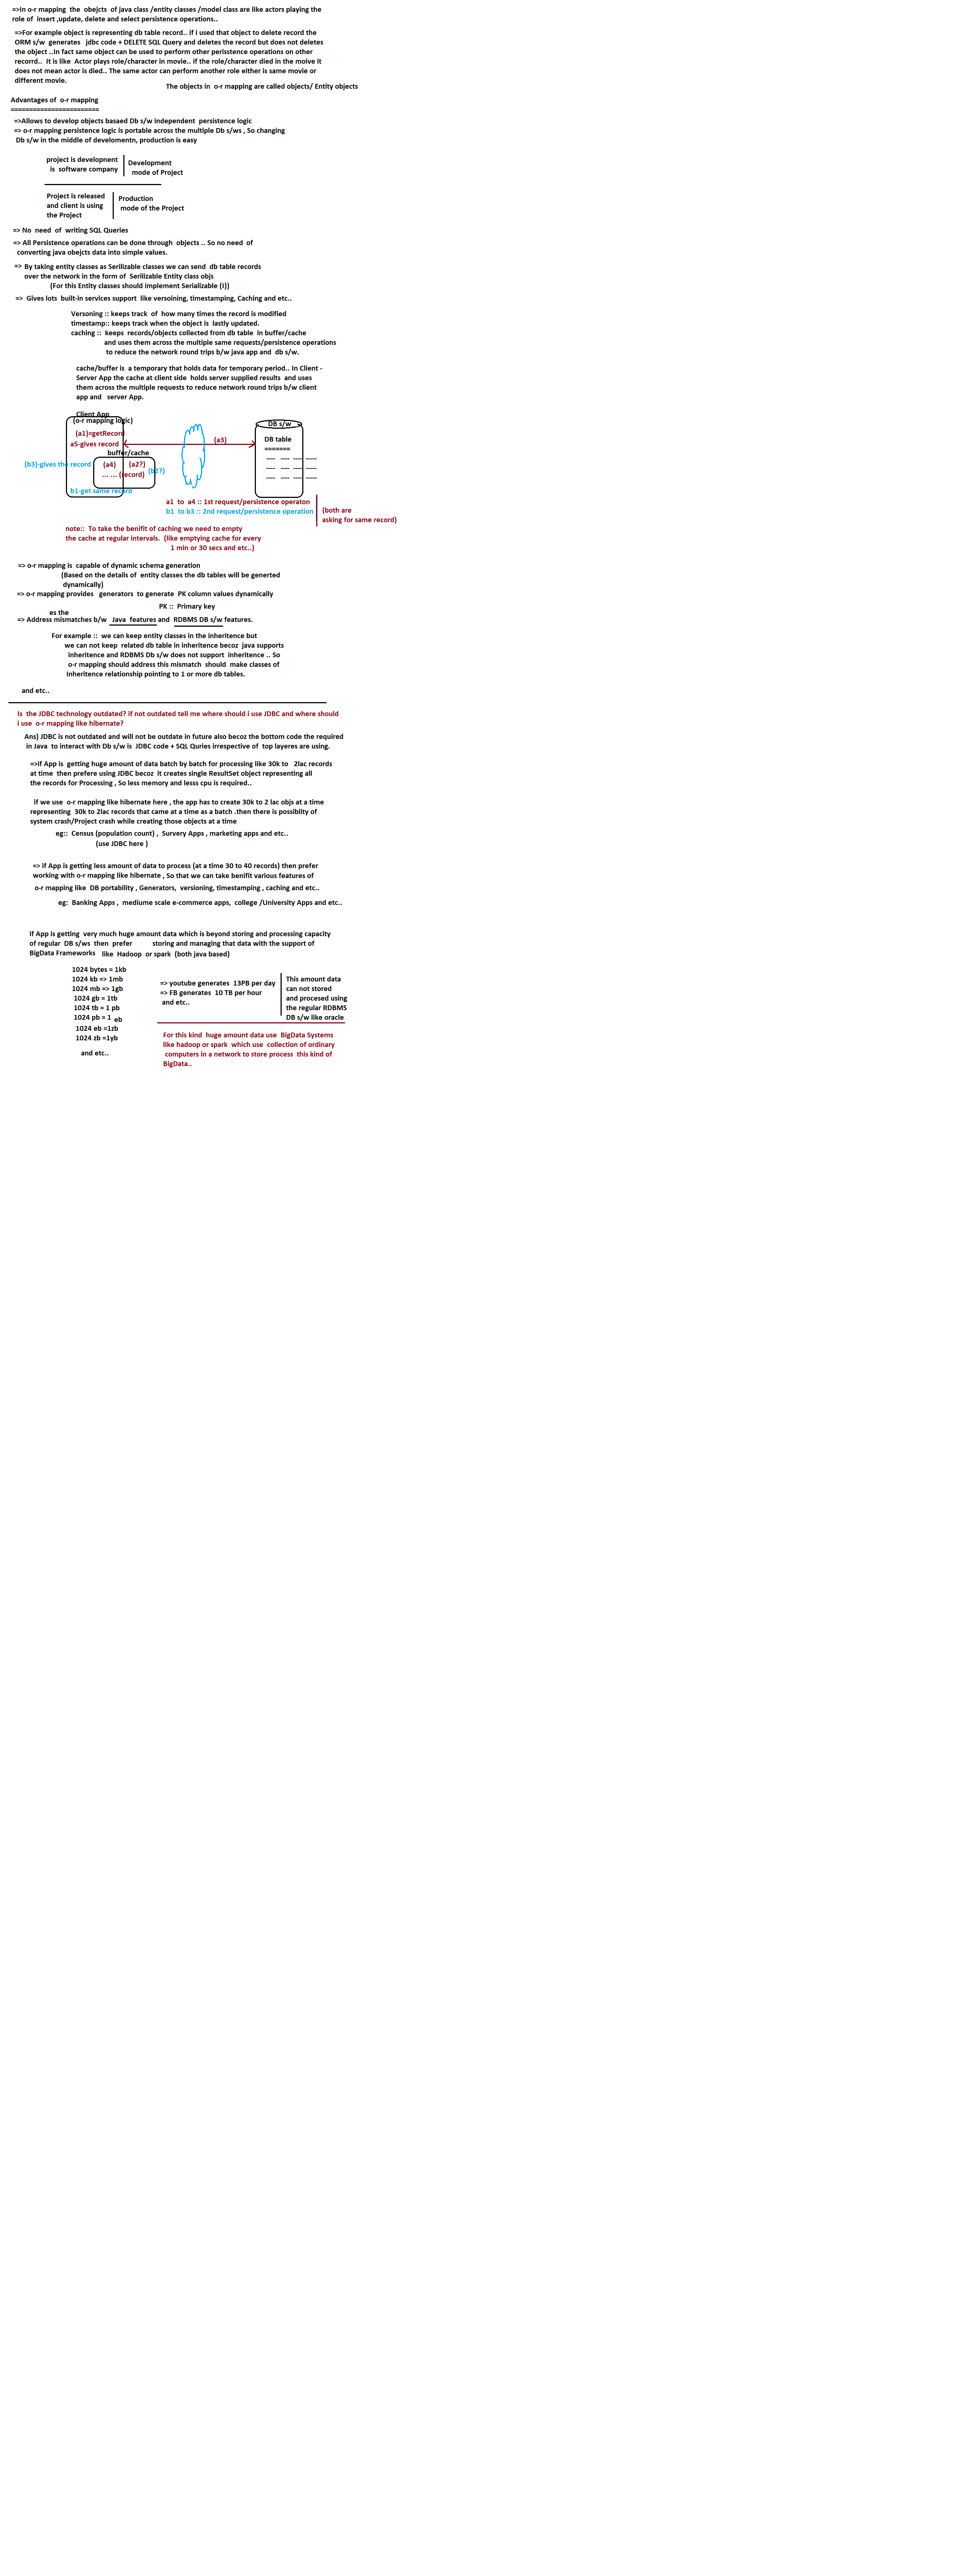 =>In o-r mapping the obejcts of java class /entity classes /model class are like actors playing the
role of insert ,update, delete and select persistence operations..
=>For example object is representing db table record.. if i used that object to delete record the
ORM s/w generates jdbc code + DELETE SQL Query and deletes the record but does not deletes
the object ..In fact same object can be used to perform other perisstence operations on other
recorrd.. It is like Actor plays role/character in movie.. if the role/character died in the moive it
does not mean actor is died.. The same actor can perform another role either is same movie or
different movie.
The objects in o-r mapping are called objects/ Entity objects
Advantages of o-r mapping
========================
=>Allows to develop objects basaed Db s/w independent persistence logic
=> o-r mapping persistence logic is portable across the multiple Db s/ws , So changing
Db s/w in the middle of develomentn, production is easy
project is developnent
is software company
Development
mode of Project
Project is released
and client is using
the Project
Production
mode of the Project
=> No need of writing SQL Queries
=> All Persistence operations can be done through objects .. So no need of
converting java obejcts data into simple values.
=> By taking entity classes as Serilizable classes we can send db table records
over the network in the form of Serilizable Entity class objs
(For this Entity classes should implement Serializable (I))
=> Gives lots built-in services support like versoining, timestamping, Caching and etc..
Versoning :: keeps track of how many times the record is modified
timestamp:: keeps track when the object is lastly updated.
caching :: keeps records/objects collected from db table in buffer/cache
and uses them across the multiple same requests/persistence operations
to reduce the network round trips b/w java app and db s/w.
cache/buffer is a temporary that holds data for temporary period.. In Client -
Server App the cache at client side holds server supplied results and uses
them across the multiple requests to reduce network round trips b/w client
app and server App.
Client App
(o-r mapping logic)
(a1)=getRecord
a5-gives record
buffer/cache
(b3)-gives the record
(a4) (a2?)
... ... (record)
(b2?)
b1-get same record
(a3)
DB s/w
DB table
=======
---- ---- ---- -----
---- ---- ---- -----
---- ---- ---- -----
a1 to a4 :: 1st request/persistence operaton
b1 to b3 :: 2nd request/persistence operation
(both are
asking for same record)
note:: To take the benifit of caching we need to empty
the cache at regular intervals. (like emptying cache for every
1 min or 30 secs and etc..)
=> o-r mapping is capable of dynamic schema generation
(Based on the details of entity classes the db tables will be generted
dynamically)
=> o-r mapping provides generators to generate PK column values dynamically
PK :: Primary key
es the
=> Address mismatches b/w Java features and RDBMS DB s/w features.
For example :: we can keep entity classes in the inheritence but
we can not keep related db table in inheritence becoz java supports
inheritence and RDBMS Db s/w does not support inheritence .. So
o-r mapping should address this mismatch should make classes of
Inheritence relationship pointing to 1 or more db tables.
and etc..
Is the JDBC technology outdated? if not outdated tell me where should i use JDBC and where should
i use o-r mapping like hibernate?
Ans) JDBC is not outdated and will not be outdate in future also becoz the bottom code the required
in Java to interact with Db s/w is JDBC code + SQL Quries irrespective of top layeres are using.
=>if App is getting huge amount of data batch by batch for processing like 30k to 2lac records
at time then prefere using JDBC becoz it creates single ResultSet object representing all
the records for Processing , So less memory and lesss cpu is required..
if we use o-r mapping like hibernate here , the app has to create 30k to 2 lac objs at a time
representing 30k to 2lac records that came at a time as a batch .then there is possiblity of
system crash/Project crash while creating those objects at a time
eg:: Census (population count) , Survery Apps , marketing apps and etc..
(use JDBC here )
=> if App is getting less amount of data to process (at a time 30 to 40 records) then prefer
working with o-r mapping like hibernate , So that we can take benifit various features of
o-r mapping like DB portability , Generators, versioning, timestamping , caching and etc..
eg: Banking Apps , mediume scale e-commerce apps, college /University Apps and etc..
if App is getting very much huge amount data which is beyond storing and processing capacity
of regular DB s/ws then prefer storing and managing that data with the support of
BigData Frameworks like Hadoop or spark (both java based)
1024 bytes = 1kb
1024 kb => 1mb
1024 mb => 1gb
1024 gb = 1tb
1024 tb = 1 pb
1024 pb = 1 eb
1024 eb =1zb
1024 zb =1yb
and etc..
=> youtube generates 13PB per day
=> FB generates 10 TB per hour
and etc..
This amount data
can not stored
and procesed using
the regular RDBMS
DB s/w like oracle
For this kind huge amount data use BigData Systems
like hadoop or spark which use collection of ordinary
computers in a network to store process this kind of
BigData..